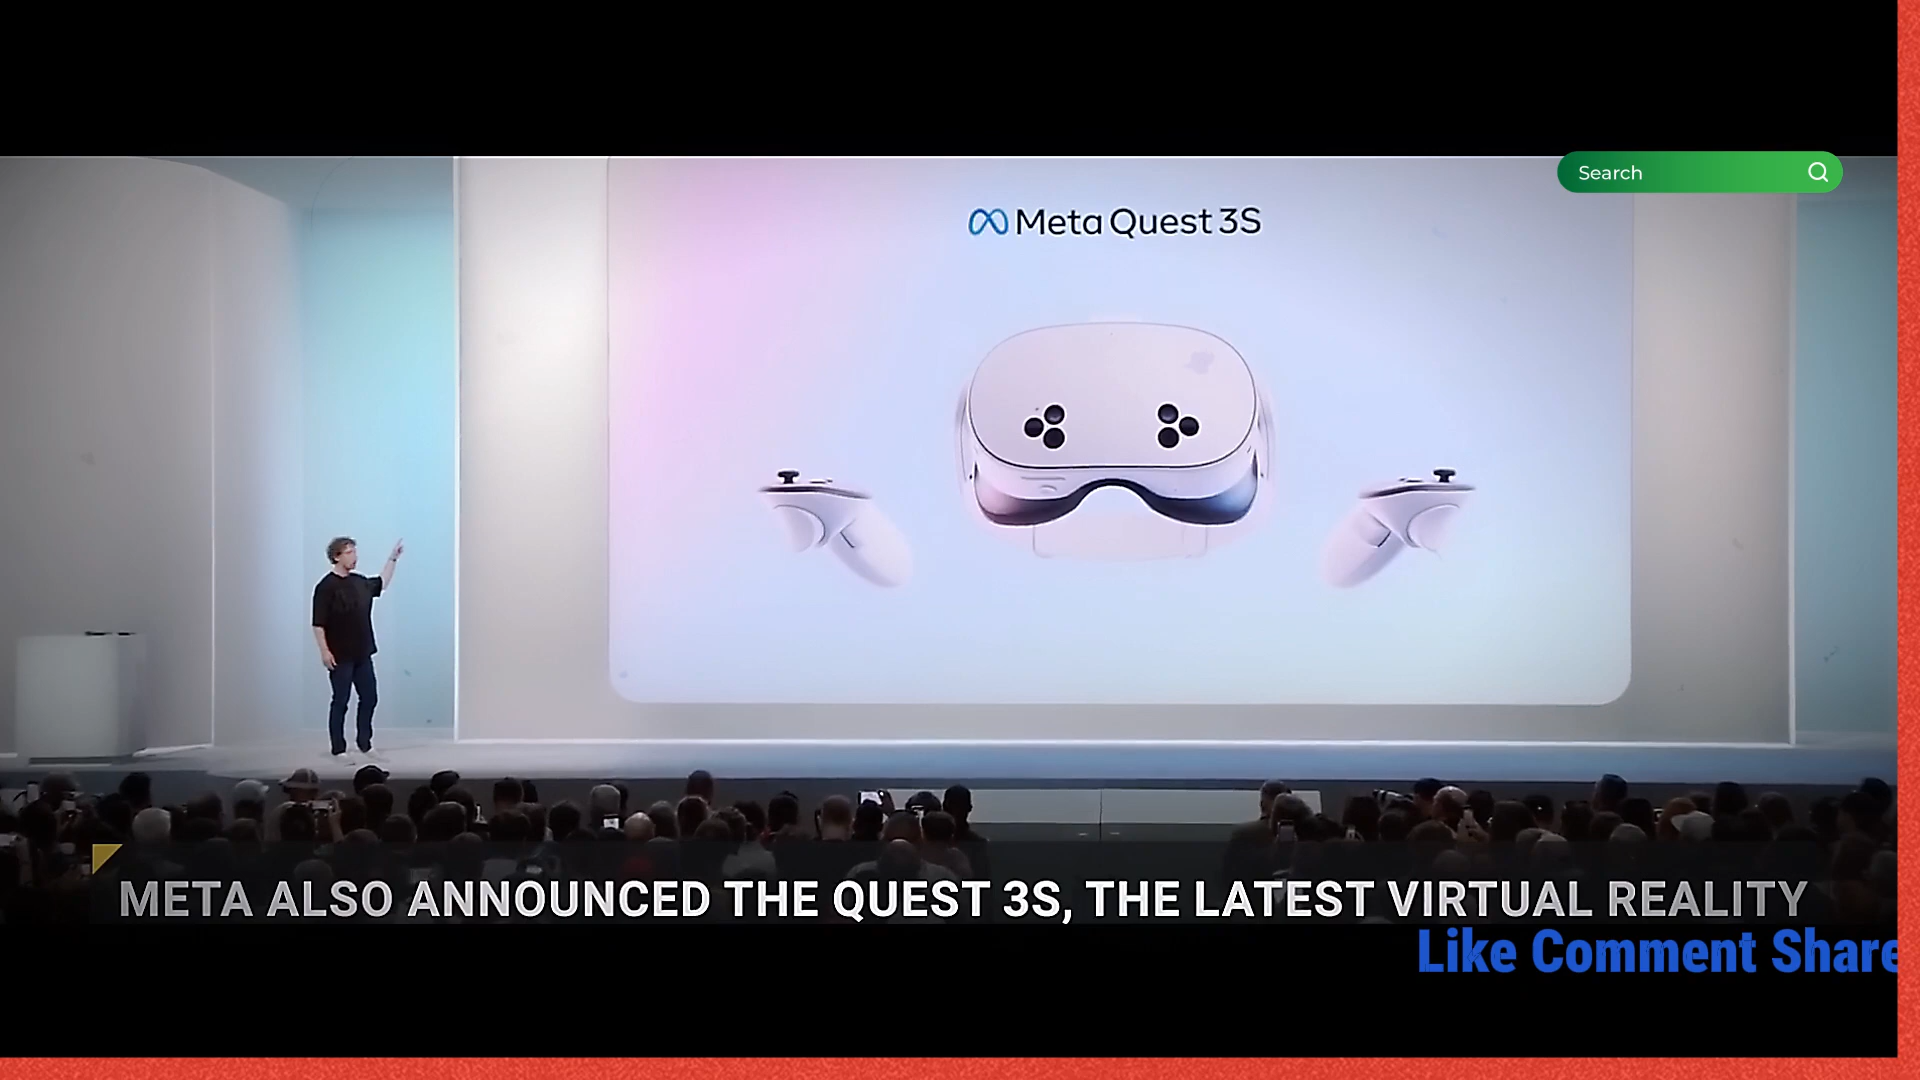 Search
Meta Quest 3S
META ALSO ANNOUNCED THE QUEST 3S, THE LATEST VIRTUAL REALITY
Like Comment Share